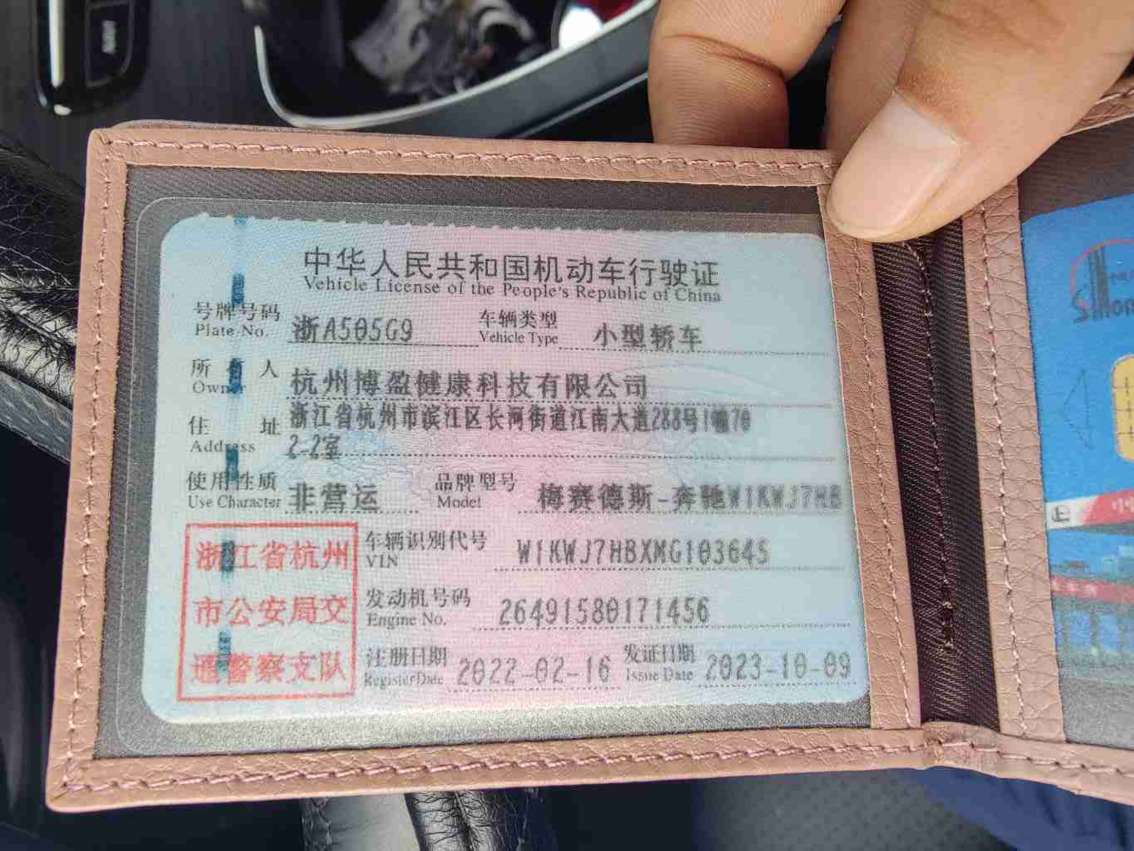 中华人民共和国机动车行驶证
Vehicle License of the People's Republic of China
号牌号码 浙A505G9 车辆类型 小型轿车
Plate No. Vehicle Type
所有人 杭州博盈健康科技有限公司
Owner
住址 浙江省杭州市滨江区长河街道江南大道288号1幢70
Address 2-2室
使用性质 非营运 品牌型号 梅赛德斯-奔驰W1KWJ7HB
Use Character Model
浙江省杭州
市公安局交
通警察支队
车辆识别代号 W1KWJ7HBXMG103645
VIN
发动机号码 26491580171456
Engine No.
注册日期 2022-02-16 发证日期 2023-10-09
Register Date Issue Date